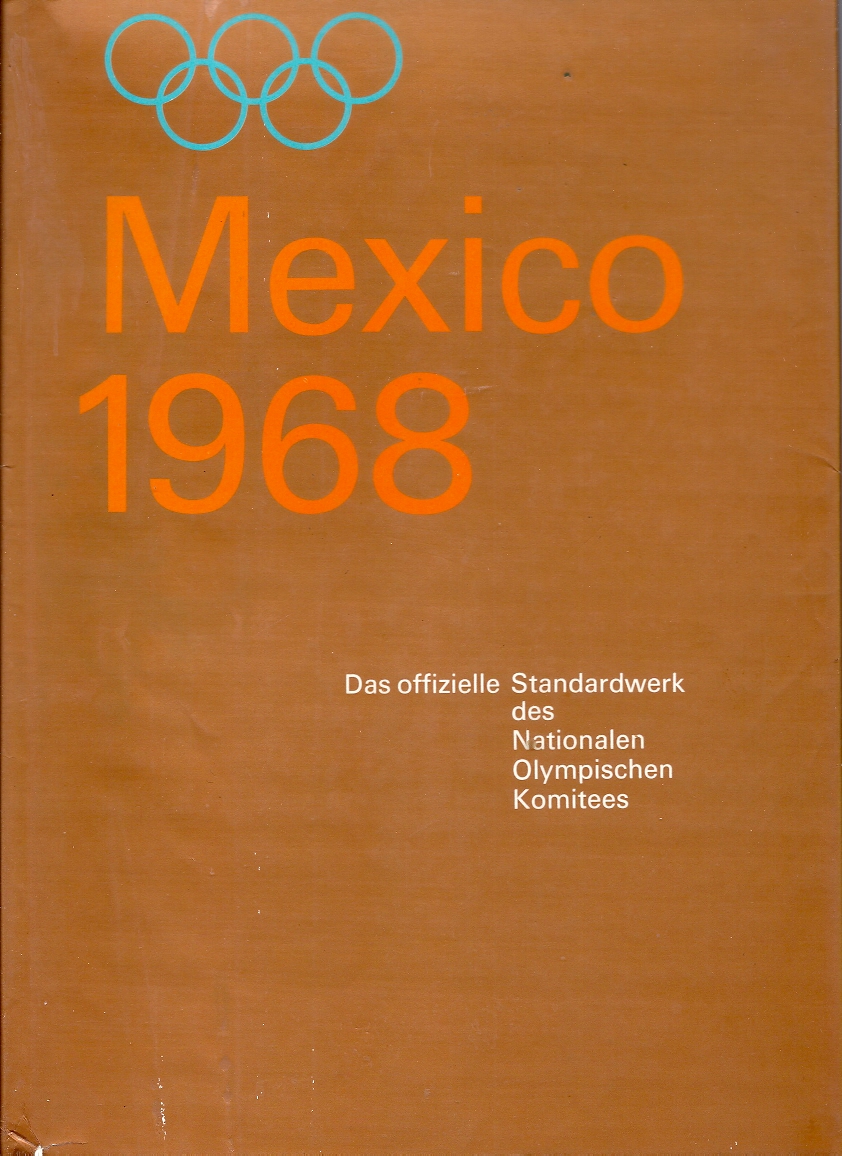 Mexico
1968
Das offizielle Standardwerk
des
Nationalen
Olympischen
Komitees